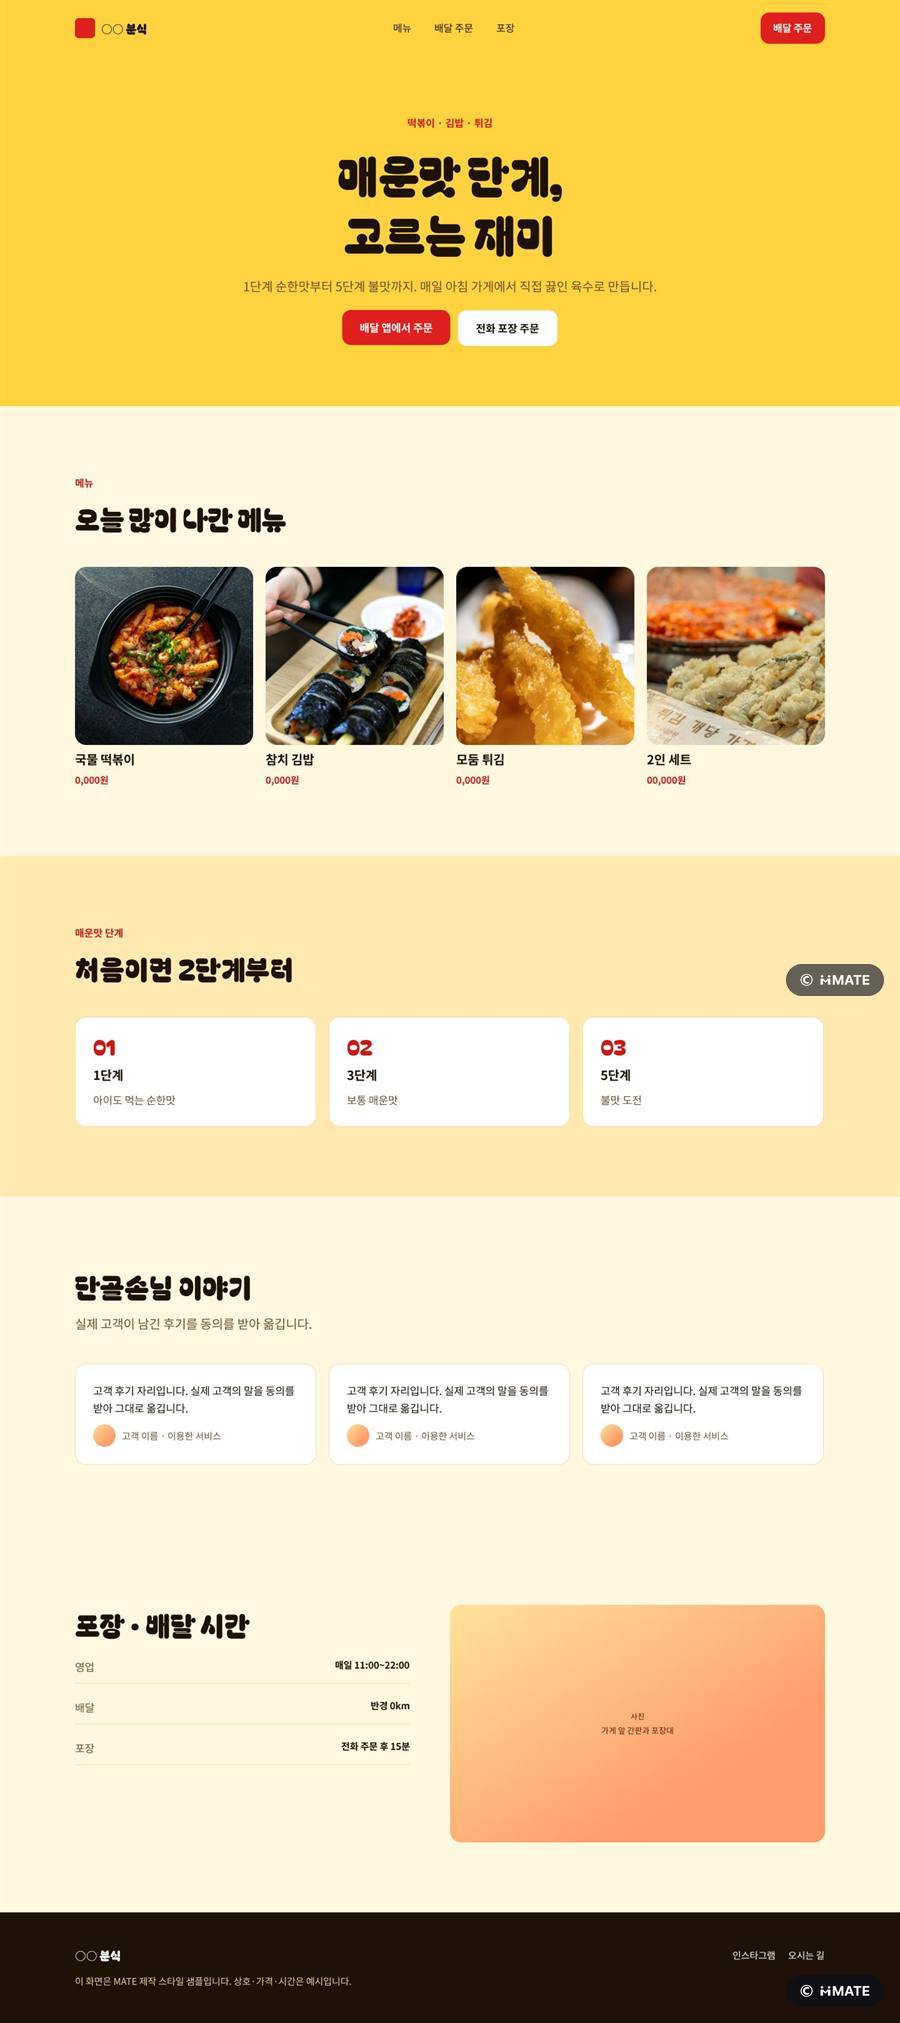 ○○ 분식
메뉴
배달 주문
포장
배달 주문
떡볶이 · 김밥 · 튀김
매운맛 단계,
고르는 재미
1단계 순한맛부터 5단계 불맛까지. 매일 아침 가게에서 직접 끓인 육수로 만듭니다.
배달 앱에서 주문
전화 포장 주문
메뉴
오늘 많이 나간 메뉴
튀김 개당 가격
국물 떡볶이
0,000원
참치 김밥
0,000원
모둠 튀김
0,000원
2인 세트
00,000원
매운맛 단계
처음이면 2단계부터
© MATE
01
1단계
아이도 먹는 순한맛
02
3단계
보통 매운맛
03
5단계
불맛 도전
단골손님 이야기
실제 고객이 남긴 후기를 동의를 받아 옮깁니다.
고객 후기 자리입니다. 실제 고객의 말을 동의를
받아 그대로 옮깁니다.
고객 이름 · 이용한 서비스
고객 후기 자리입니다. 실제 고객의 말을 동의를
받아 그대로 옮깁니다.
고객 이름 · 이용한 서비스
고객 후기 자리입니다. 실제 고객의 말을 동의를
받아 그대로 옮깁니다.
고객 이름 · 이용한 서비스
포장 · 배달 시간
영업 매일 11:00~22:00
배달 반경 0km
포장 전화 주문 후 15분
사진
가게 앞 간판과 포장대
○○ 분식
이 화면은 MATE 제작 스타일 샘플입니다. 상호·가격·시간은 예시입니다.
인스타그램
오시는 길
© MATE